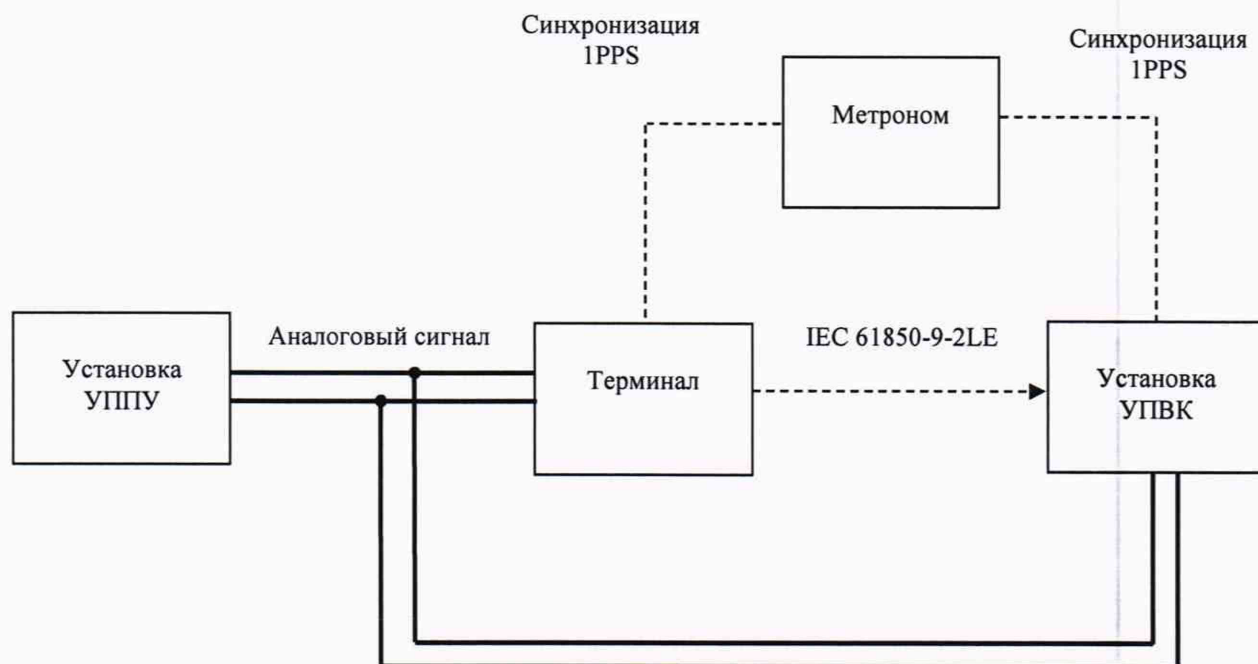 Синхронизация
1PPS
Синхронизация
1PPS
Метроном
Аналоговый сигнал
IEC 61850-9-2LE
Установка
УППУ
Терминал
Установка
УПВК